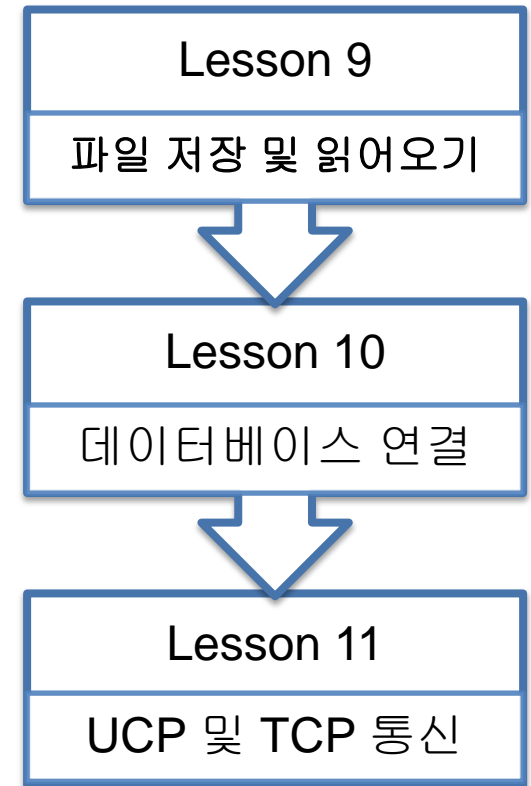 Lesson 9
파일 저장 및 읽어오기
Lesson 10
데이터베이스 연결
Lesson 11
UCP 및 TCP 통신